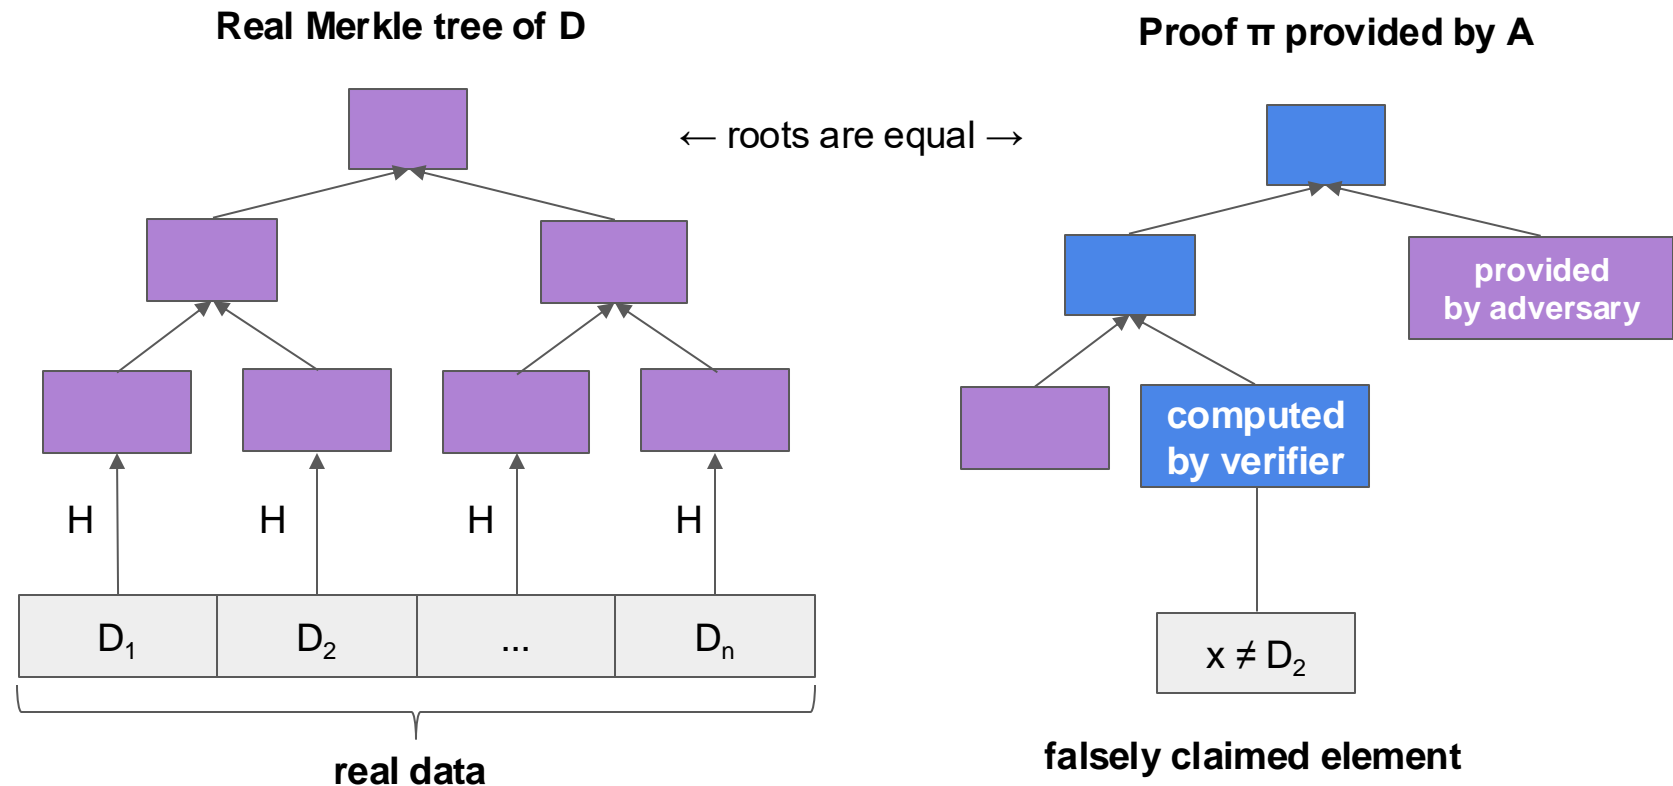 Real Merkle tree of D
Proof π provided by A
← roots are equal →
provided
by adversary
computed
by verifier
H H H H
D₁ D₂ ... Dₙ
x ≠ D₂
real data
falsely claimed element